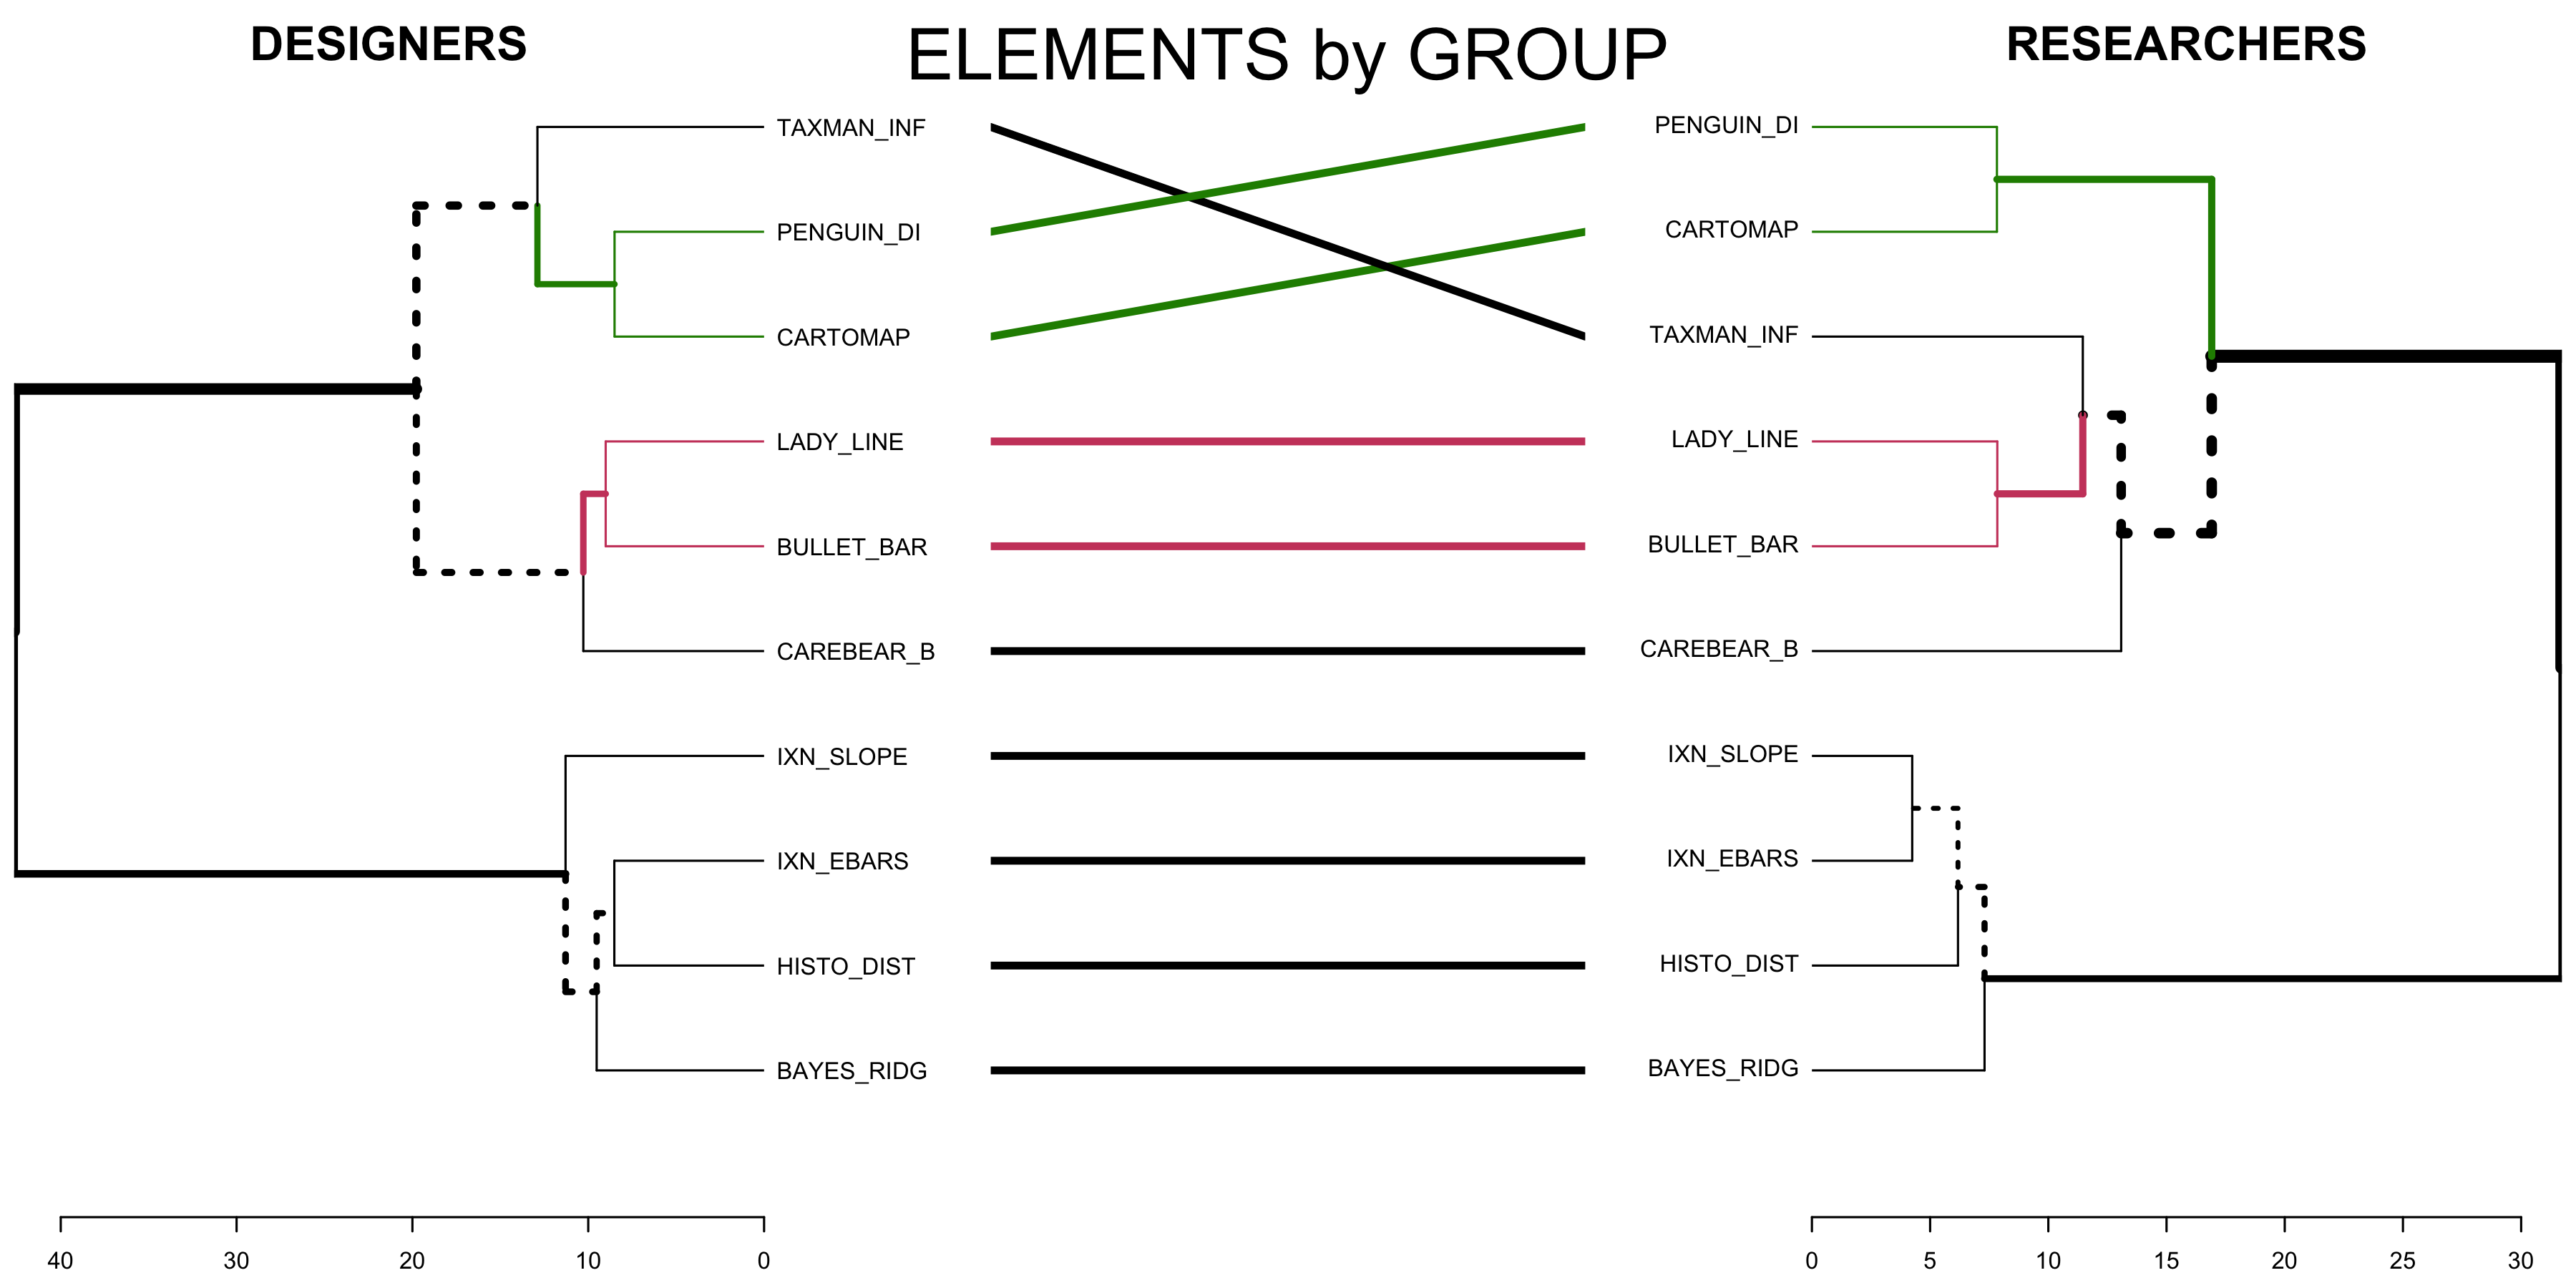 DESIGNERS
ELEMENTS by GROUP
RESEARCHERS
TAXMAN_INF
PENGUIN_DI
CARTOMAP
LADY_LINE
BULLET_BAR
CAREBEAR_B
IXN_SLOPE
IXN_EBARS
HISTO_DIST
BAYES_RIDG
PENGUIN_DI
CARTOMAP
TAXMAN_INF
LADY_LINE
BULLET_BAR
CAREBEAR_B
IXN_SLOPE
IXN_EBARS
HISTO_DIST
BAYES_RIDG
40 30 20 10 0
0 5 10 15 20 25 30